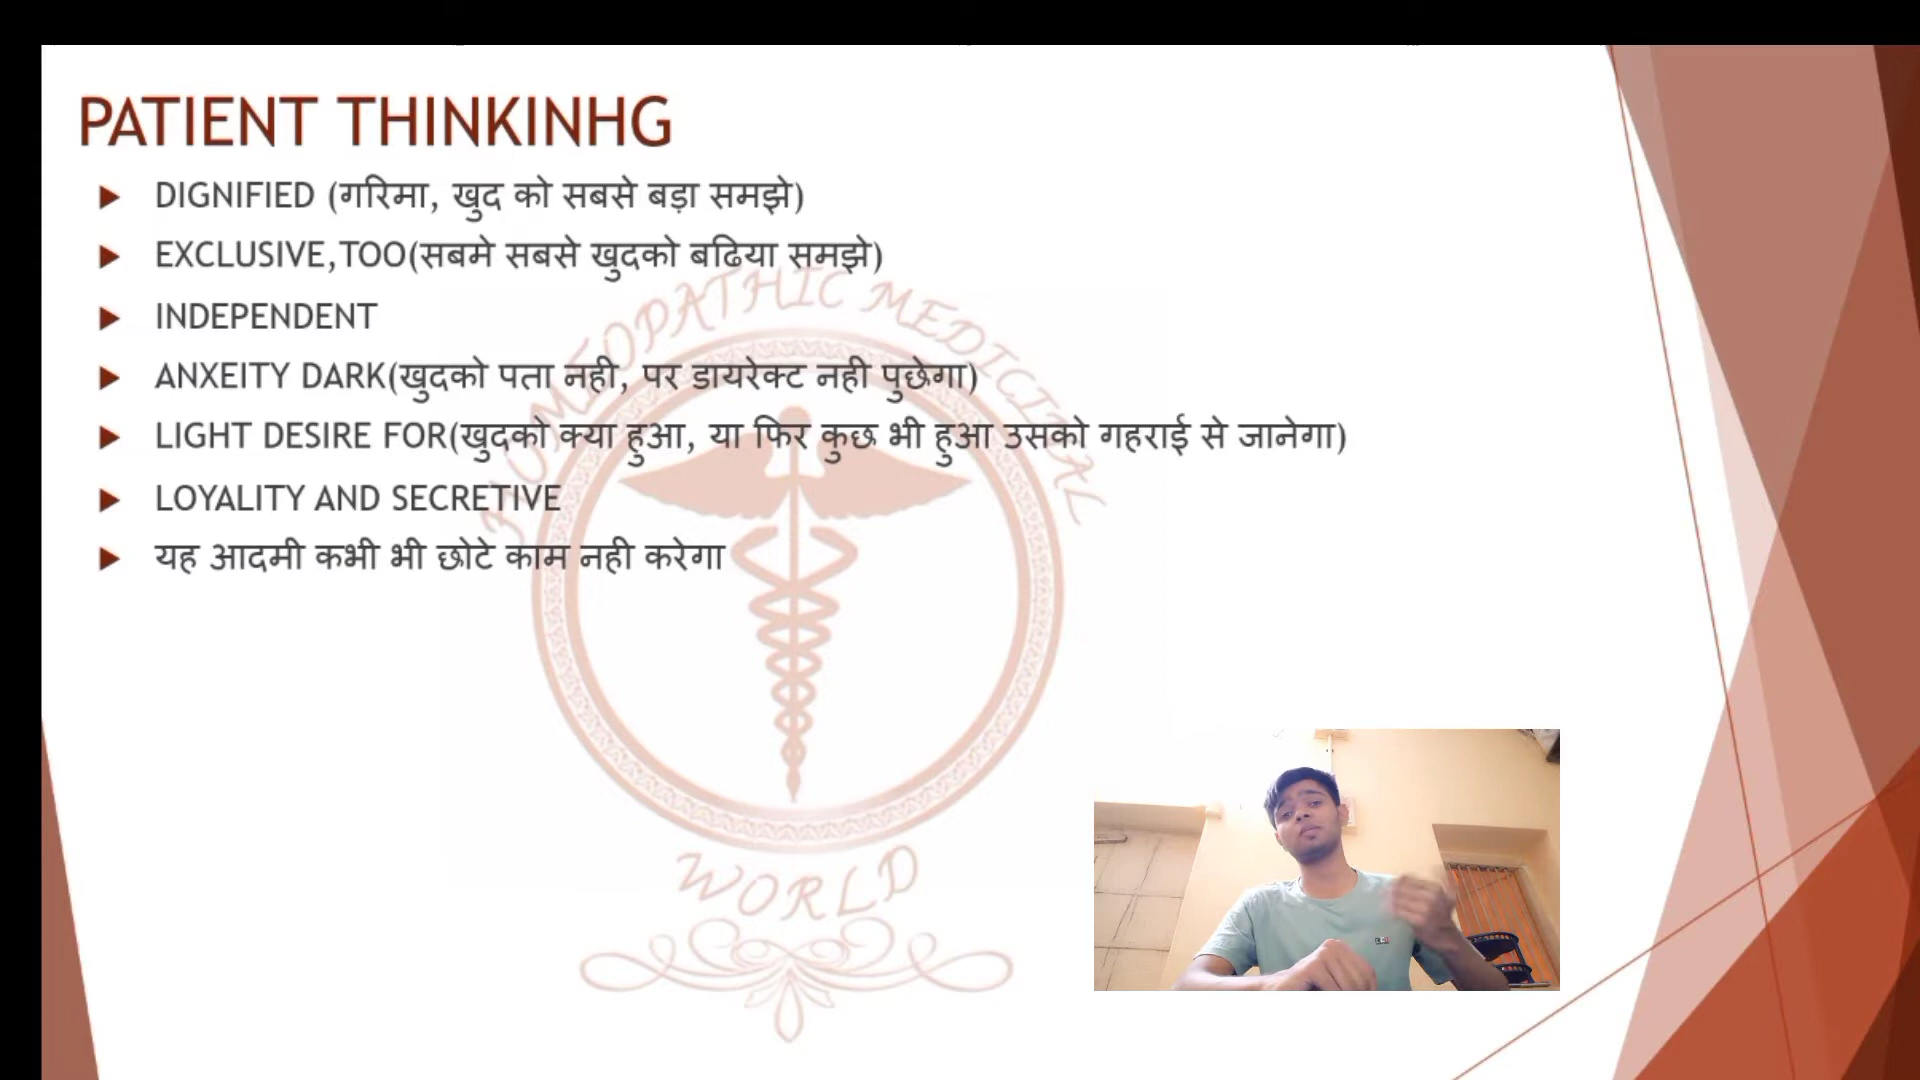 PATIENT THINKINHG
DIGNIFIED (गरिमा, खुद को सबसे बड़ा समझे)
EXCLUSIVE,TOO(सबमे सबसे खुदको बढिया समझे)
INDEPENDENT
ANXEITY DARK(खुदको पता नही, पर डायरेक्ट नही पुछेगा)
LIGHT DESIRE FOR(खुदको क्या हुआ, या फिर कुछ भी हुआ उसको गहराई से जानेगा)
LOYALITY AND SECRETIVE
यह आदमी कभी भी छोटे काम नही करेगा
HOMEOPATHIC MEDICINAL
WORLD